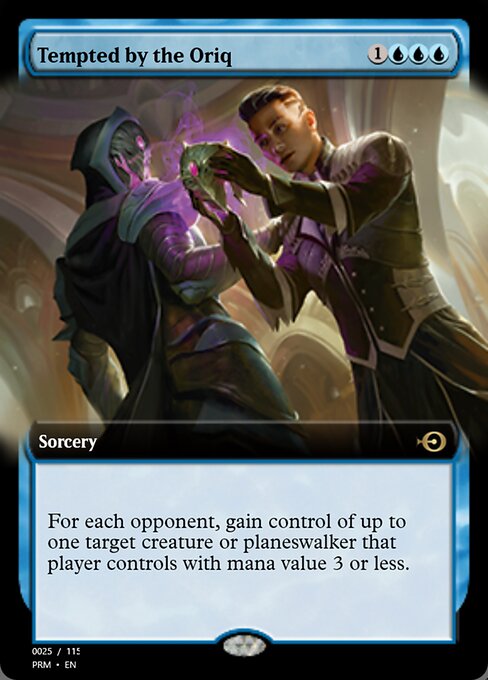 Tempted by the Oriq 1
Sorcery
For each opponent, gain control of up to
one target creature or planeswalker that
player controls with mana value 3 or less.
0025 / 115
PRM • EN